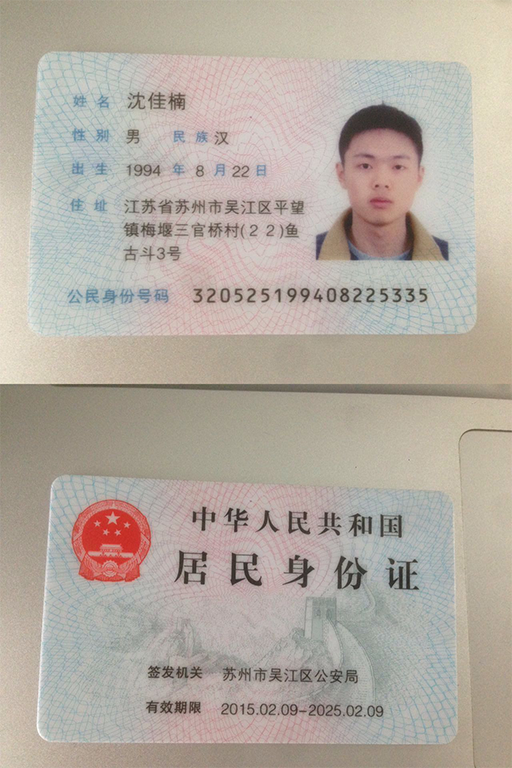 姓名 沈佳楠
性别 男 民族 汉
出生 1994 年 8 月 22 日
住址 江苏省苏州市吴江区平望
镇梅堰三官桥村(22)鱼
古斗3号
公民身份号码 320525199408225335
中华人民共和国
居民身份证
签发机关 苏州市吴江区公安局
有效期限 2015.02.09-2025.02.09